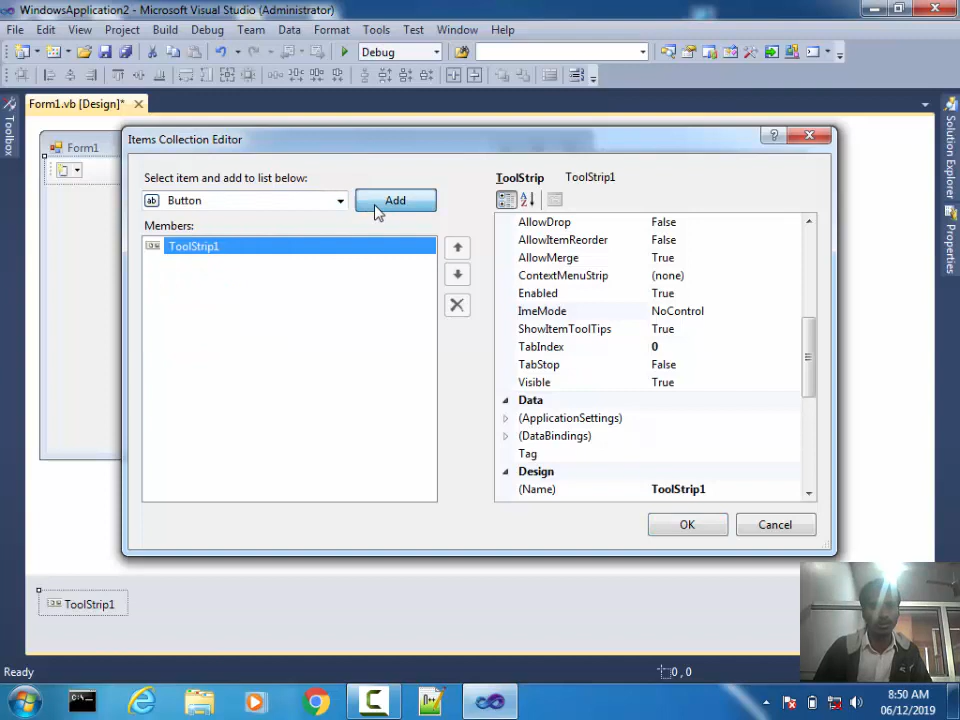 WindowsApplication2 - Microsoft Visual Studio (Administrator)
File Edit View Project Build Debug Team Data Format Tools Test Window Help
Debug
Form1.vb [Design]*
Toolbox
Solution Explorer
Properties
Form1
Items Collection Editor
Select item and add to list below:
Button
Add
Members:
ToolStrip1
ToolStrip ToolStrip1
AllowDrop False
AllowItemReorder False
AllowMerge True
ContextMenuStrip (none)
Enabled True
ImeMode NoControl
ShowItemToolTips True
TabIndex 0
TabStop False
Visible True
Data
(ApplicationSettings)
(DataBindings)
Tag
Design
(Name) ToolStrip1
OK Cancel
ToolStrip1
Ready
0, 0
8:50 AM
06/12/2019